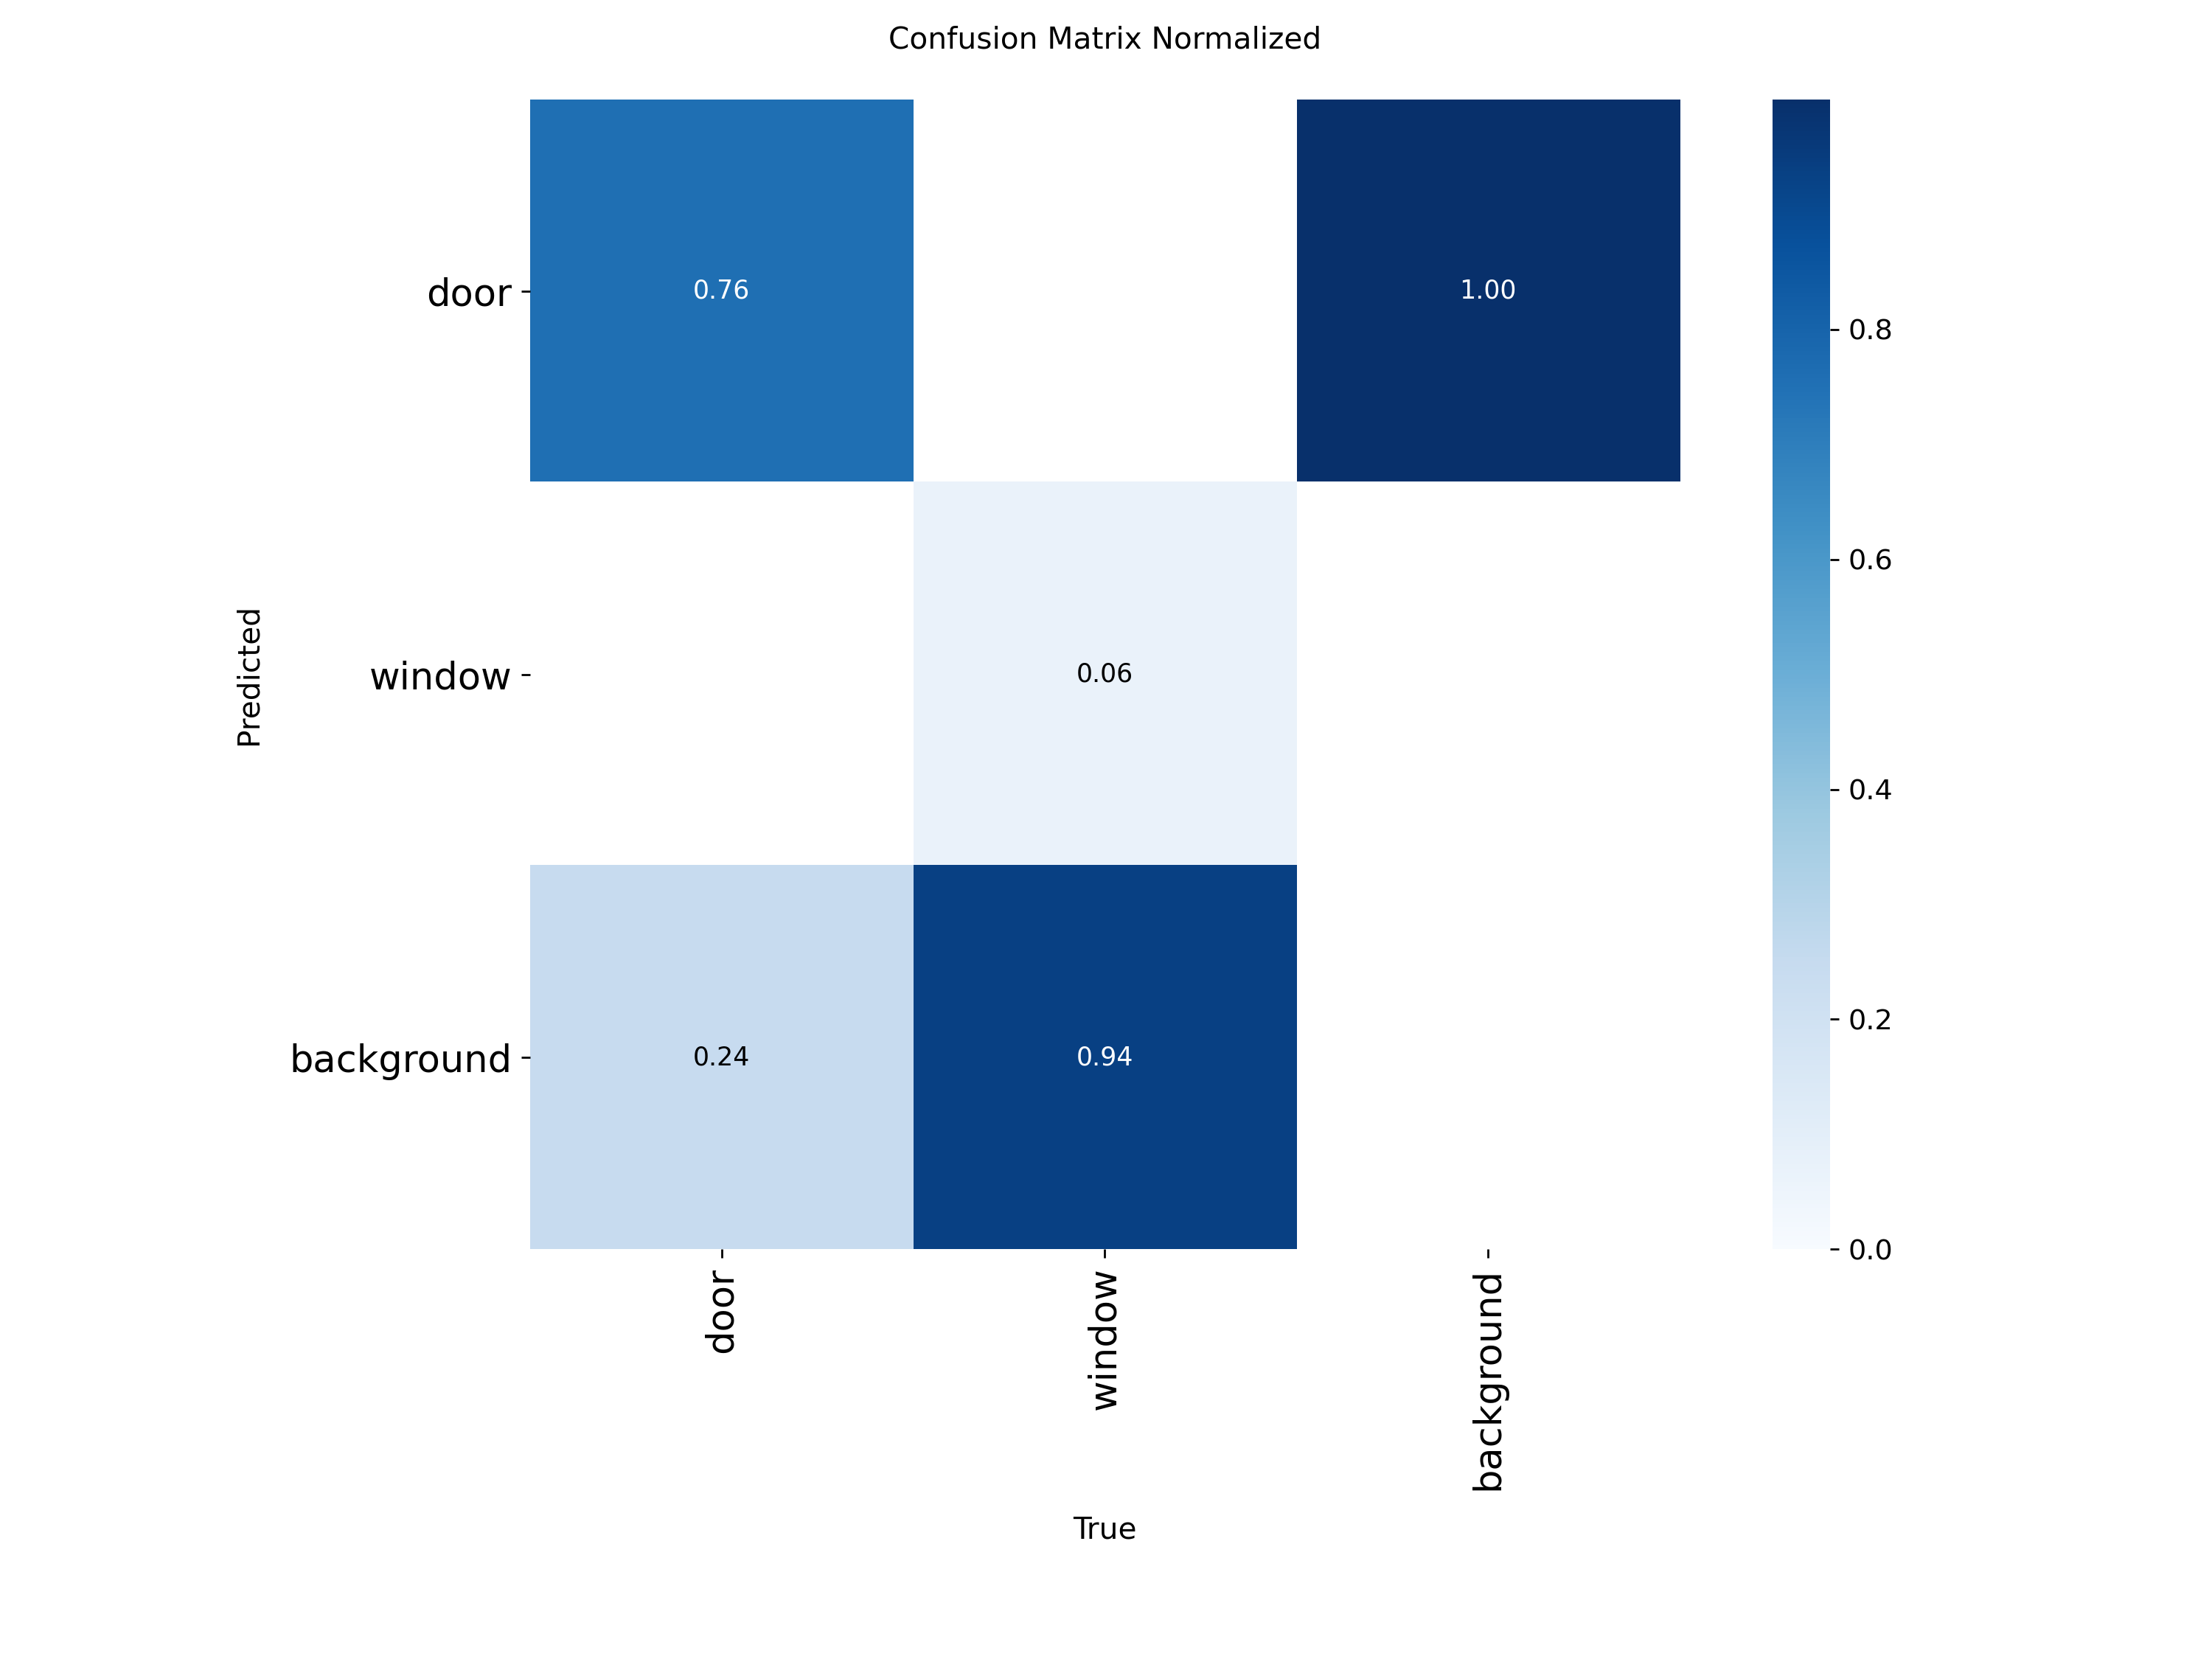 Confusion Matrix Normalized
door
0.76
1.00
0.8
0.6
Predicted
window
0.06
0.4
background
0.24
0.94
0.2
0.0
door
window
background
True